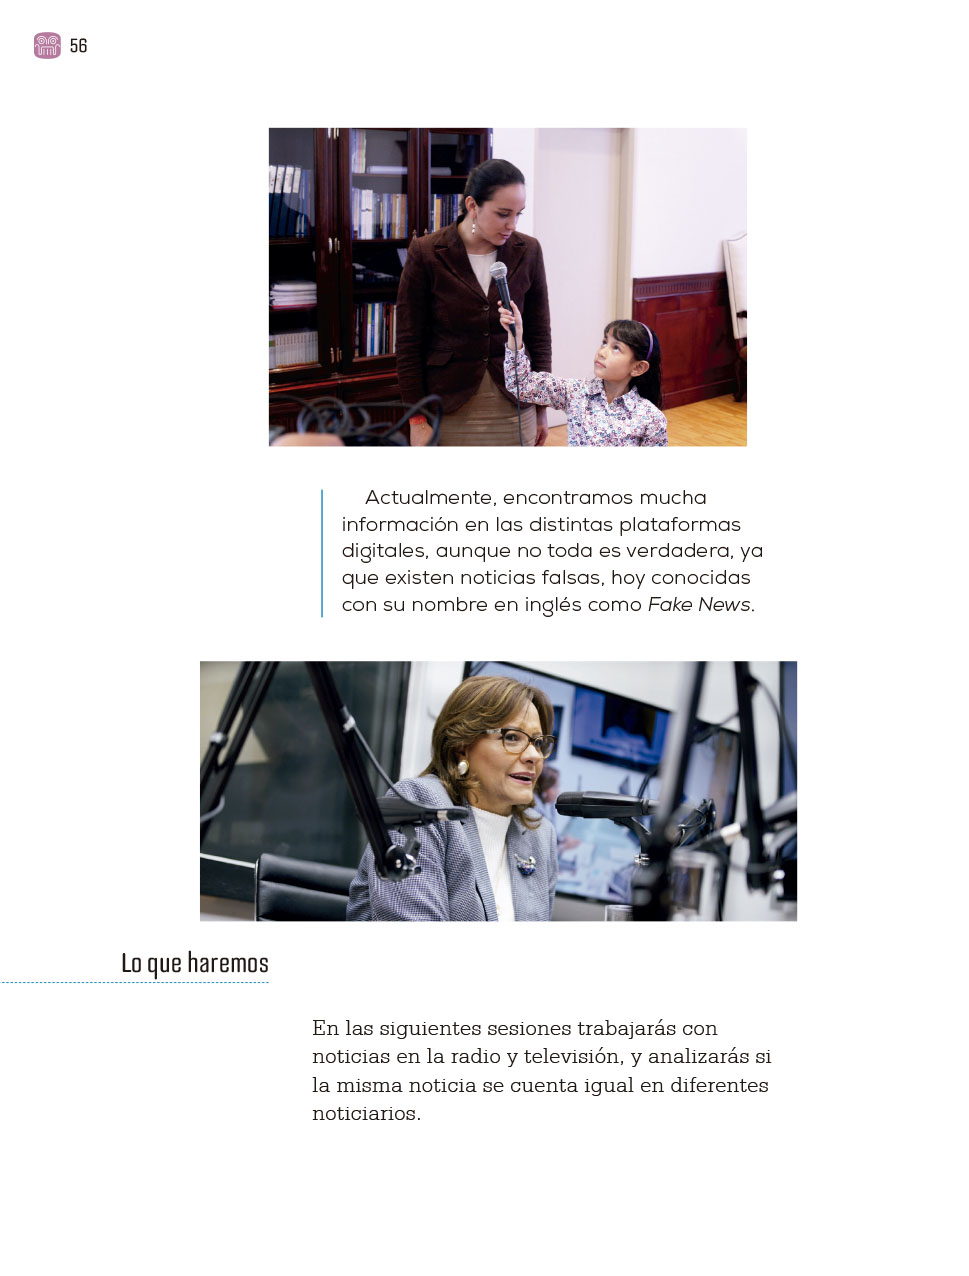 56
Actualmente, encontramos mucha
información en las distintas plataformas
digitales, aunque no toda es verdadera, ya
que existen noticias falsas, hoy conocidas
con su nombre en inglés como Fake News.
Lo que haremos
En las siguientes sesiones trabajarás con
noticias en la radio y televisión, y analizarás si
la misma noticia se cuenta igual en diferentes
noticiarios.